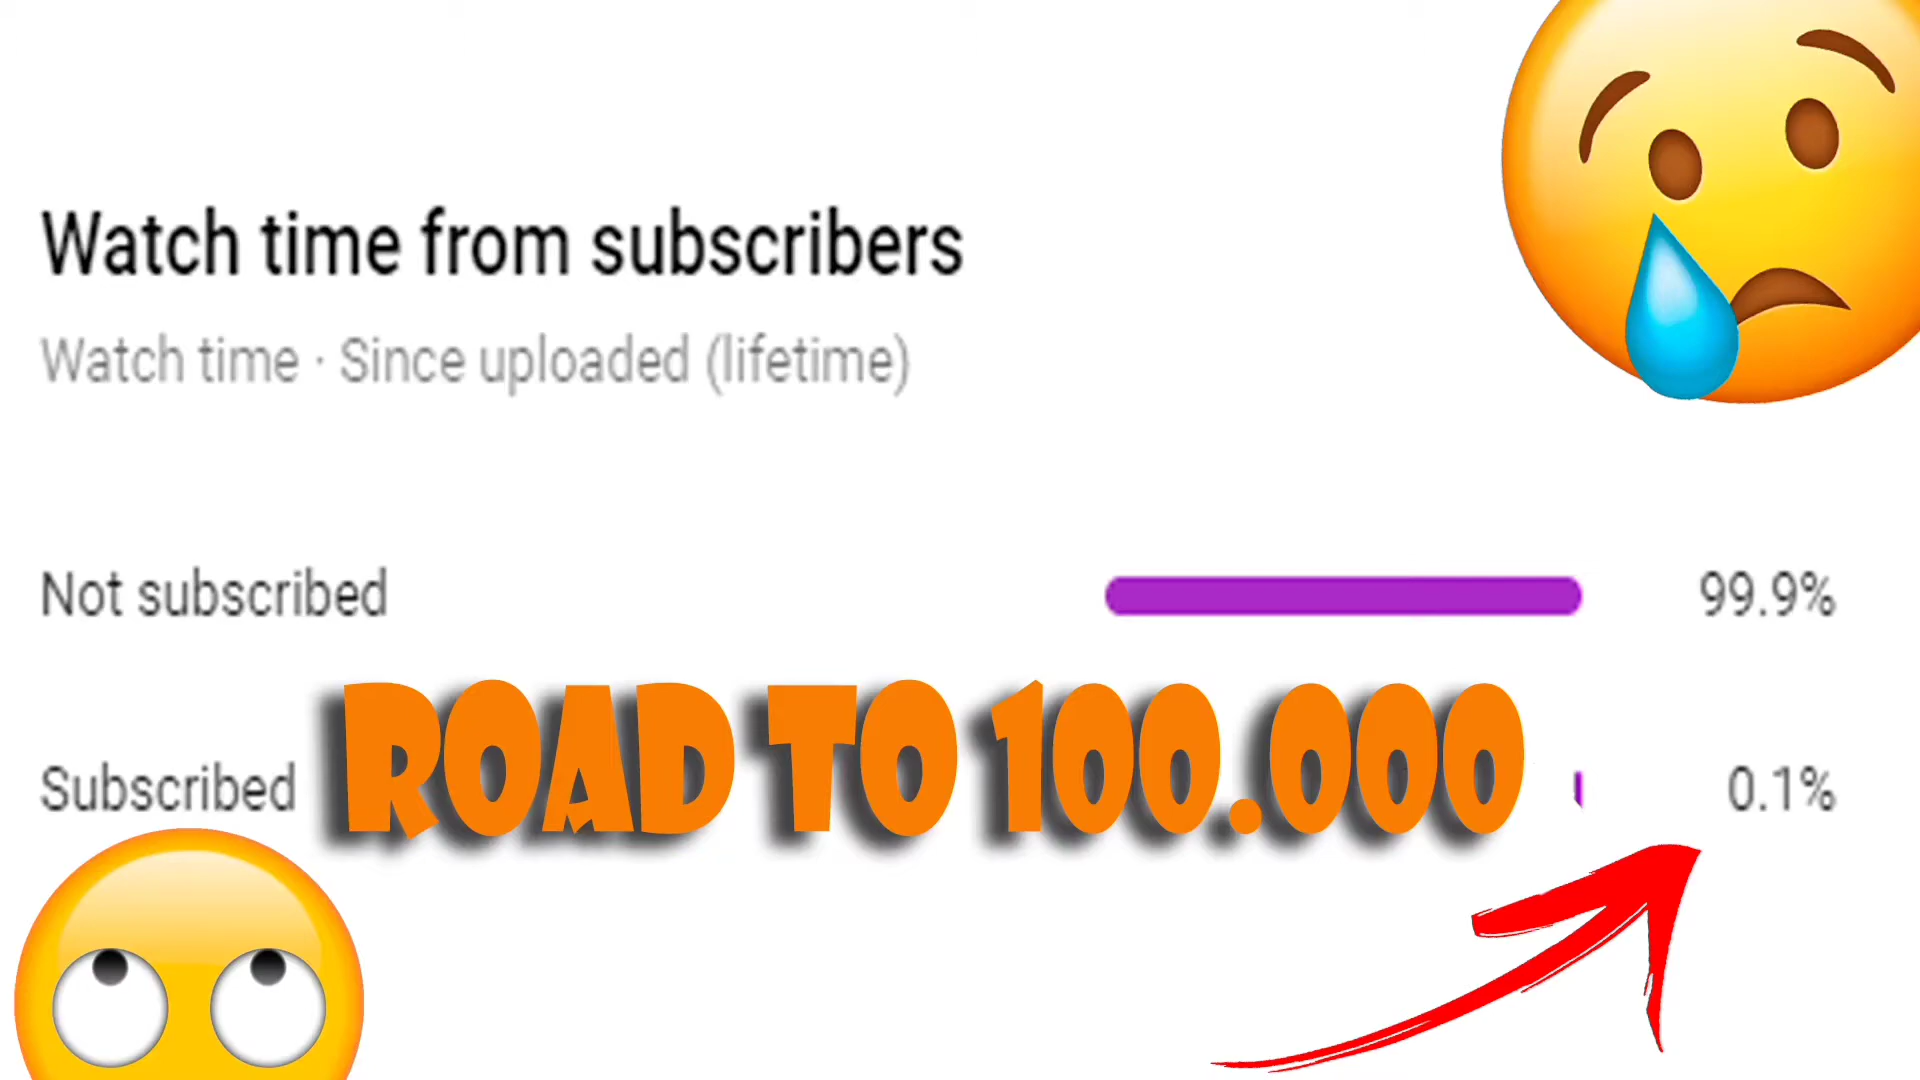 Watch time from subscribers
Watch time · Since uploaded (lifetime)
Not subscribed 99.9%
ROAD TO 100.000
Subscribed 0.1%